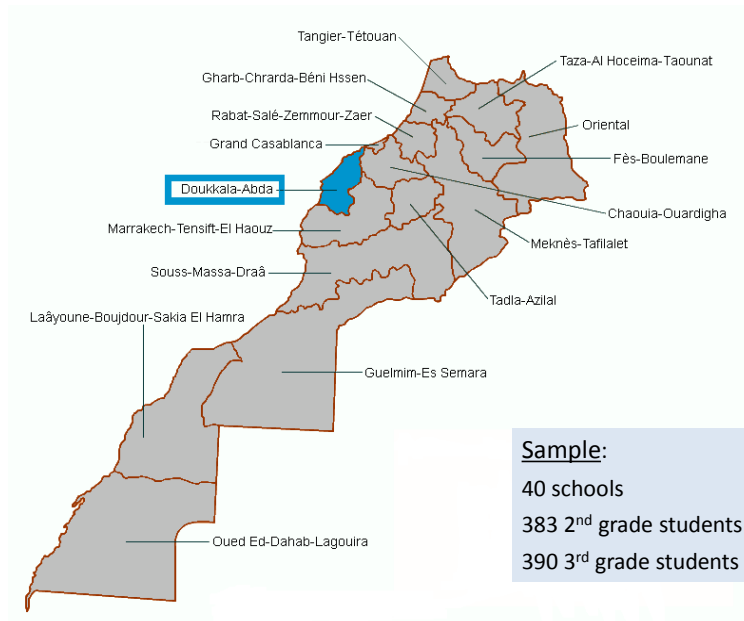 Tangier-Tétouan
Taza-Al Hoceima-Taounat
Gharb-Chrarda-Béni Hssen
Rabat-Salé-Zemmour-Zaer
Oriental
Grand Casablanca
Fès-Boulemane
Doukkala-Abda
Chaouia-Ouardigha
Marrakech-Tensift-El Haouz
Meknès-Tafilalet
Souss-Massa-Draâ
Tadla-Azilal
Laâyoune-Boujdour-Sakia El Hamra
Guelmim-Es Semara
Oued Ed-Dahab-Lagouira
Sample:
40 schools
383 2nd grade students
390 3rd grade students